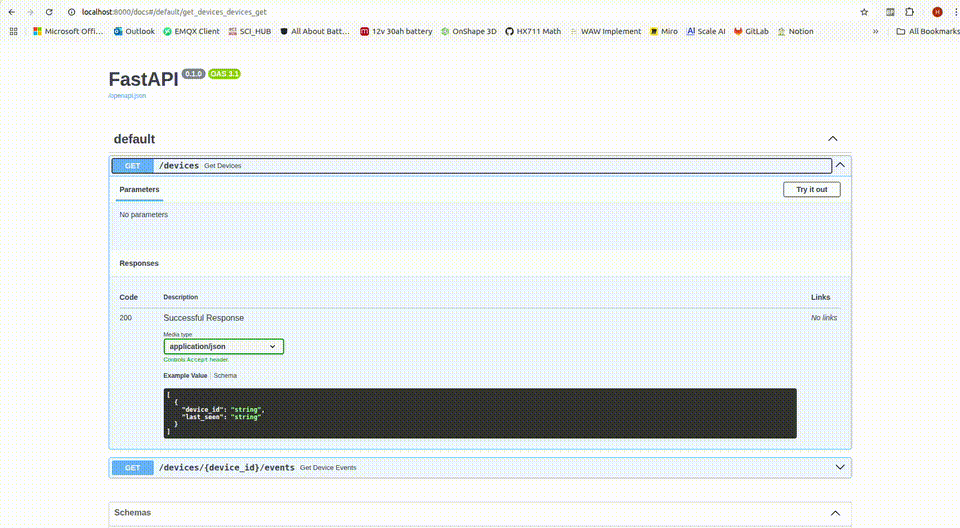 localhost:8000/docs#/default/get_devices_devices_get
Microsoft Offi... Outlook EMQX Client SCI_HUB All About Batt... 12v 30ah battery OnShape 3D HX711 Math WAW Implement Miro Scale AI GitLab Notion » All Bookmarks
FastAPI 0.1.0 OAS 3.1
/openapi.json
default
GET /devices Get Devices
Parameters Try it out
No parameters
Responses
Code Description Links
200 Successful Response No links
Media type
application/json
Controls Accept header.
Example Value Schema
[
{
"device_id": "string",
"last_seen": "string"
}
]
GET /devices/{device_id}/events Get Device Events
Schemas